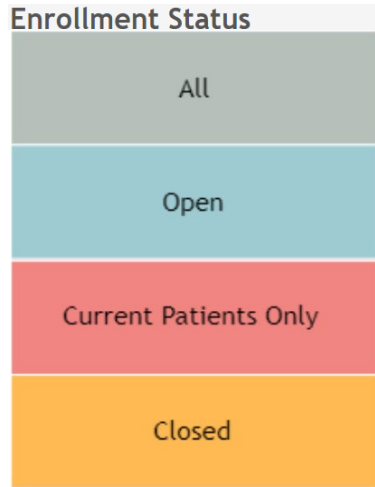 Enrollment Status
All
Open
Current Patients Only
Closed